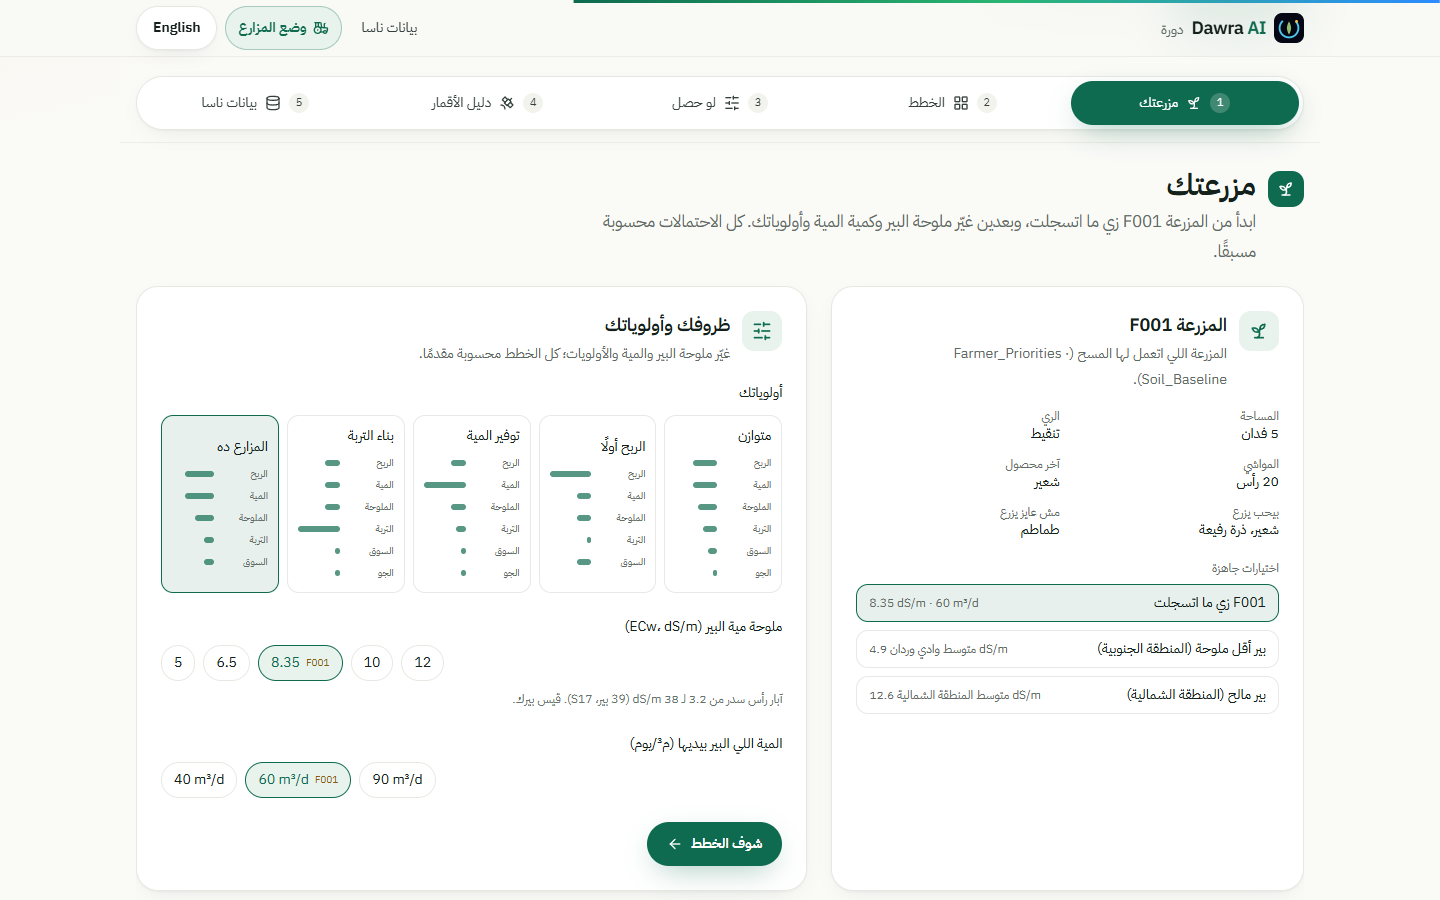 Dawra AI دورة
بيانات ناسا
وضع المزارع
English
1 مزرعتك
2 الخطط
3 لو حصل
4 دليل الأقمار
5 بيانات ناسا
مزرعتك
ابدأ من المزرعة F001 زي ما اتسجلت، وبعدين غيّر ملوحة البير وكمية المية وأولوياتك. كل الاحتمالات محسوبة
مسبقًا.
المزرعة F001
المزرعة اللي اتعمل لها المسح (Farmer_Priorities ·
Soil_Baseline).
المساحة
5 فدان
الري
تنقيط
المواشي
20 رأس
آخر محصول
شعير
بيحب يزرع
شعير، ذرة رفيعة
مش عايز يزرع
طماطم
اختيارات جاهزة
F001 زي ما اتسجلت
8.35 dS/m · 60 m³/d
بير أقل ملوحة (المنطقة الجنوبية)
4.9 dS/m متوسط وادي وردان
بير مالح (المنطقة الشمالية)
12.6 dS/m متوسط المنطقة الشمالية
ظروفك وأولوياتك
غيّر ملوحة البير والمية والأولويات؛ كل الخطط محسوبة مقدمًا.
أولوياتك
متوازن
الربح
المية
الملوحة
التربة
السوق
الجو
الربح أولًا
الربح
المية
الملوحة
التربة
السوق
توفير المية
الربح
المية
الملوحة
التربة
السوق
الجو
بناء التربة
الربح
المية
الملوحة
التربة
السوق
الجو
المزارع ده
الربح
المية
الملوحة
التربة
السوق
ملوحة مية البير (ECw، dS/m)
5
6.5
8.35 F001
10
12
آبار رأس سدر من 3.2 لـ 38 dS/m (39 بير، S17). قيس بيرك.
المية اللي البير بيديها (م³/يوم)
40 m³/d
60 m³/d F001
90 m³/d
شوف الخطط